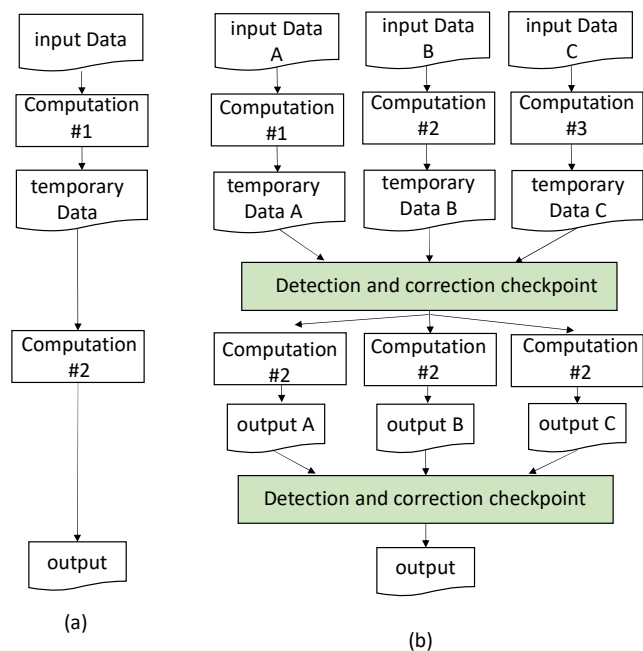 input Data
Computation
#1
temporary
Data
Computation
#2
output
(a)
input Data
A
input Data
B
input Data
C
Computation
#1
Computation
#2
Computation
#3
temporary
Data A
temporary
Data B
temporary
Data C
Detection and correction checkpoint
Computation
#2
Computation
#2
Computation
#2
output A
output B
output C
Detection and correction checkpoint
output
(b)